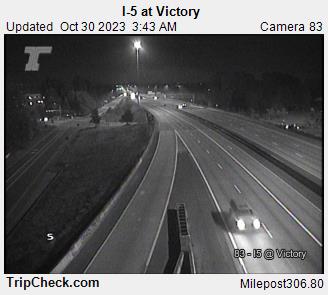 I-5 at Victory
Updated Oct 30 2023 3:43 AM Camera 83
T
S
83 - I5 @ Victory
TripCheck.com Milepost306.80